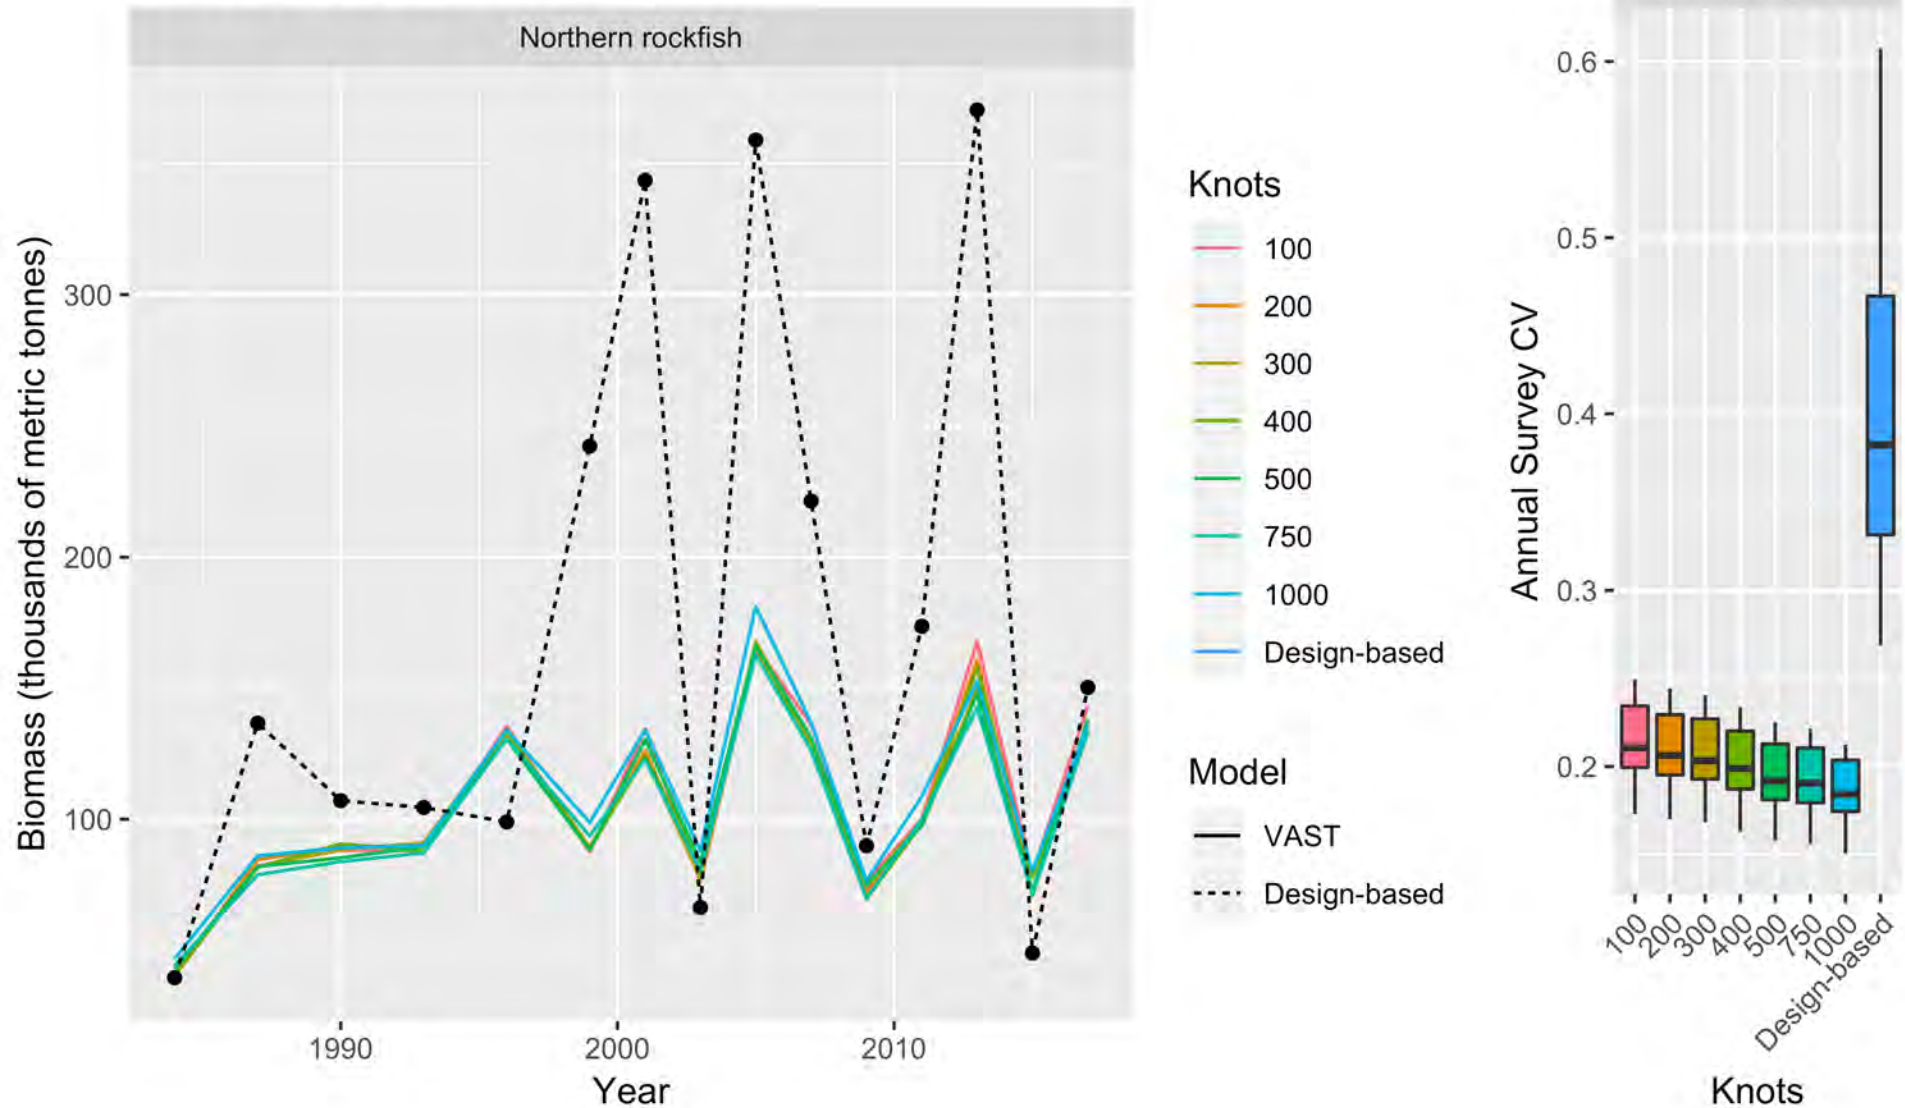 Northern rockfish
Biomass (thousands of metric tonnes)
300
200
100
1990
2000
2010
Year
Knots
100
200
300
400
500
750
1000
Design-based
Model
VAST
Design-based
Annual Survey CV
0.6
0.5
0.4
0.3
0.2
100
200
300
400
500
750
1000
Design-based
Knots